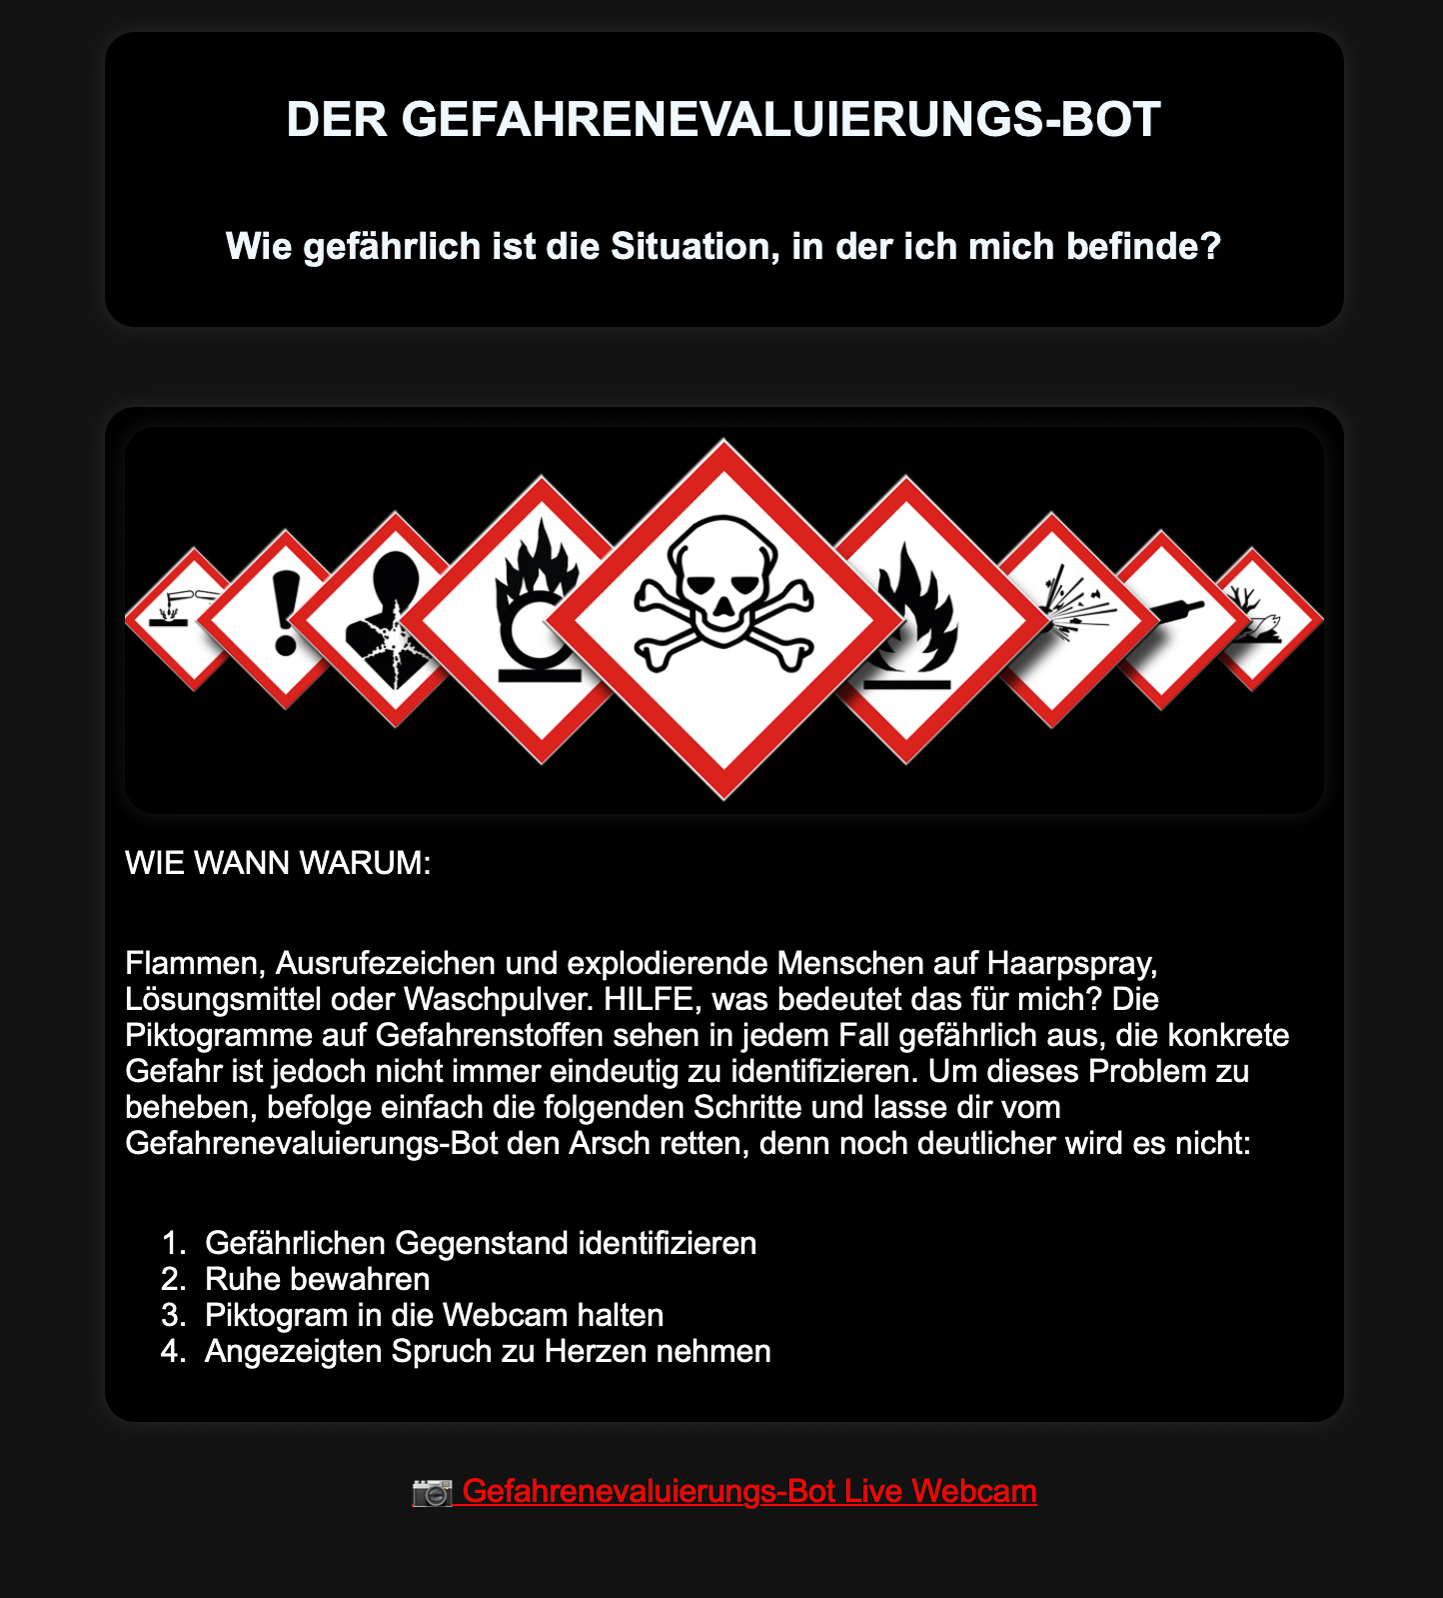 DER GEFAHRENEVALUIERUNGS-BOT
Wie gefährlich ist die Situation, in der ich mich befinde?
WIE WANN WARUM:
Flammen, Ausrufezeichen und explodierende Menschen auf Haarpspray,
Lösungsmittel oder Waschpulver. HILFE, was bedeutet das für mich? Die
Piktogramme auf Gefahrenstoffen sehen in jedem Fall gefährlich aus, die konkrete
Gefahr ist jedoch nicht immer eindeutig zu identifizieren. Um dieses Problem zu
beheben, befolge einfach die folgenden Schritte und lasse dir vom
Gefahrenevaluierungs-Bot den Arsch retten, denn noch deutlicher wird es nicht:
1. Gefährlichen Gegenstand identifizieren
2. Ruhe bewahren
3. Piktogram in die Webcam halten
4. Angezeigten Spruch zu Herzen nehmen
📷 Gefahrenevaluierungs-Bot Live Webcam